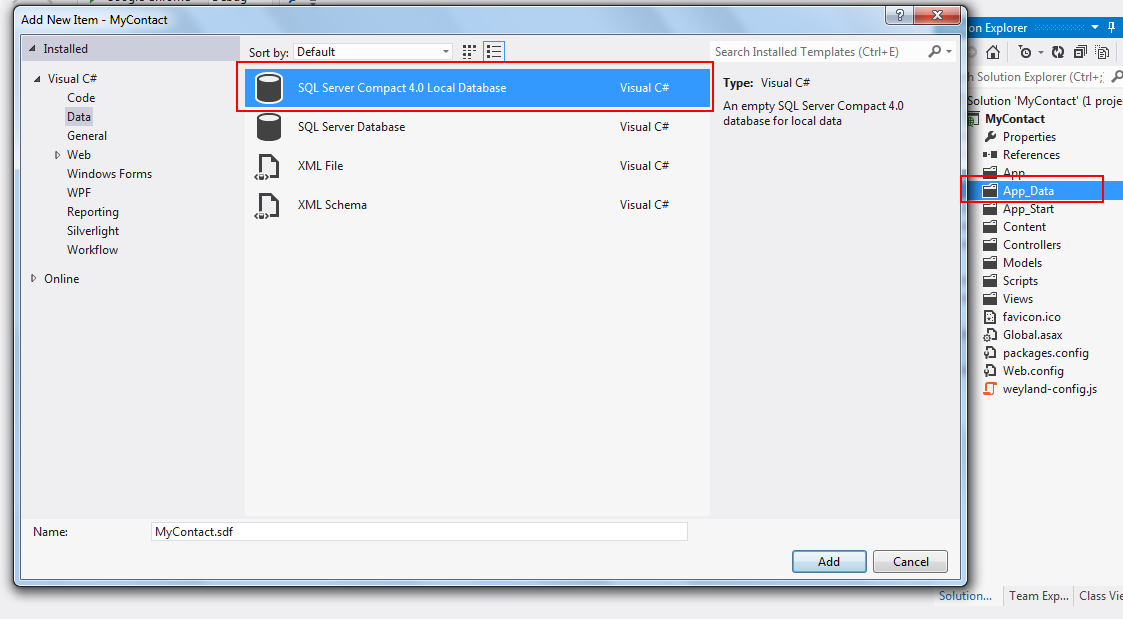 Add New Item - MyContact
Installed
Visual C#
Code
Data
General
Web
Windows Forms
WPF
Reporting
Silverlight
Workflow
Online
Sort by: Default
SQL Server Compact 4.0 Local Database Visual C#
SQL Server Database Visual C#
XML File Visual C#
XML Schema Visual C#
Search Installed Templates (Ctrl+E)
Type: Visual C#
An empty SQL Server Compact 4.0
database for local data
Name: MyContact.sdf
Add Cancel
on Explorer
h Solution Explorer (Ctrl+;
Solution 'MyContact' (1 proje
MyContact
Properties
References
App
App_Data
App_Start
Content
Controllers
Models
Scripts
Views
favicon.ico
Global.asax
packages.config
Web.config
weyland-config.js
Solution... Team Exp... Class Vie